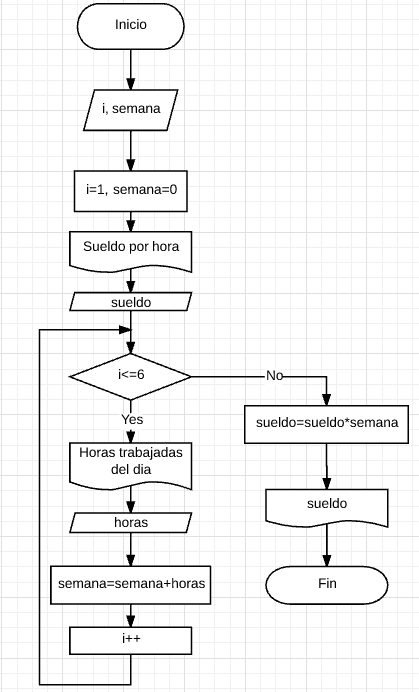 Inicio
i, semana
i=1, semana=0
Sueldo por hora
sueldo
i<=6
No
Yes
sueldo=sueldo*semana
Horas trabajadas
del dia
sueldo
horas
semana=semana+horas
Fin
i++